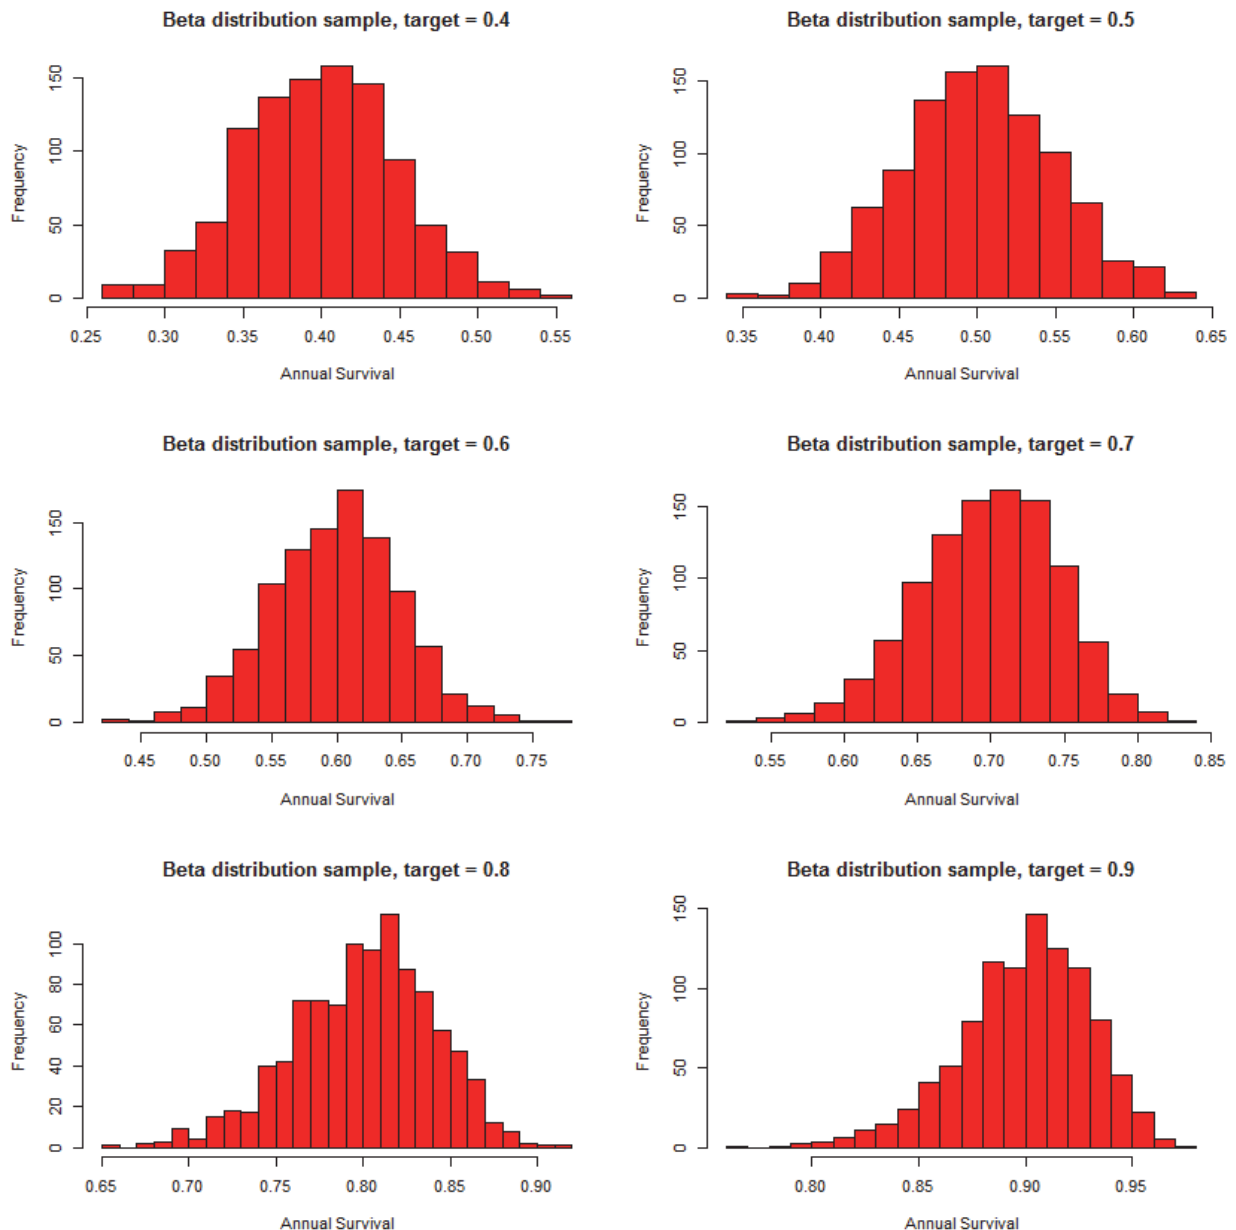 Beta distribution sample, target = 0.4
Frequency
150
100
50
0
0.25 0.30 0.35 0.40 0.45 0.50 0.55
Annual Survival
Beta distribution sample, target = 0.5
Frequency
150
100
50
0
0.35 0.40 0.45 0.50 0.55 0.60 0.65
Annual Survival
Beta distribution sample, target = 0.6
Frequency
150
100
50
0
0.45 0.50 0.55 0.60 0.65 0.70 0.75
Annual Survival
Beta distribution sample, target = 0.7
Frequency
150
100
50
0
0.55 0.60 0.65 0.70 0.75 0.80 0.85
Annual Survival
Beta distribution sample, target = 0.8
Frequency
100
80
60
40
20
0
0.65 0.70 0.75 0.80 0.85 0.90
Annual Survival
Beta distribution sample, target = 0.9
Frequency
150
100
50
0
0.80 0.85 0.90 0.95
Annual Survival